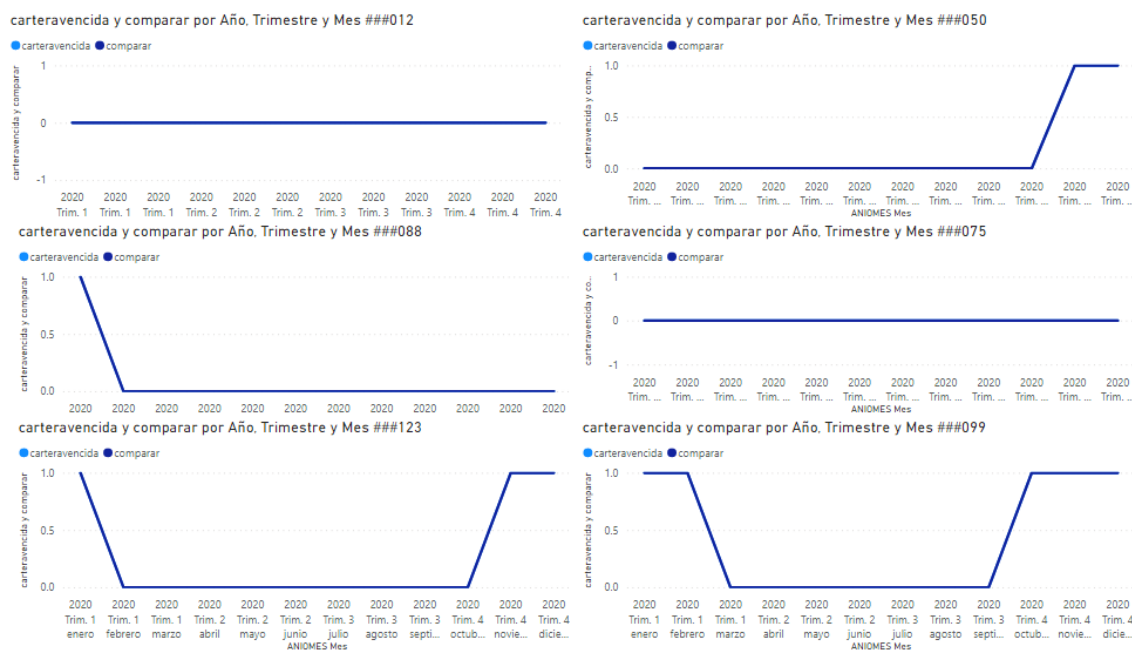 carteravencida y comparar por Año, Trimestre y Mes ###012
carteravencida comparar
carteravencida y comparar
1
0
-1
2020 2020 2020 2020 2020 2020 2020 2020 2020 2020 2020 2020
Trim. 1 Trim. 1 Trim. 1 Trim. 2 Trim. 2 Trim. 2 Trim. 3 Trim. 3 Trim. 3 Trim. 4 Trim. 4 Trim. 4
carteravencida y comparar por Año, Trimestre y Mes ###050
carteravencida comparar
carteravencida y comp...
1.0
0.5
0.0
2020 2020 2020 2020 2020 2020 2020 2020 2020 2020 2020 2020
Trim. ... Trim. ... Trim. ... Trim. ... Trim. ... Trim. ... Trim. ... Trim. ... Trim. ... Trim. ... Trim. ... Trim. ...
ANIOMES Mes
carteravencida y comparar por Año, Trimestre y Mes ###088
carteravencida comparar
carteravencida y comparar
1.0
0.5
0.0
2020 2020 2020 2020 2020 2020 2020 2020 2020 2020 2020 2020
carteravencida y comparar por Año, Trimestre y Mes ###075
carteravencida comparar
carteravencida y co...
1
0
-1
2020 2020 2020 2020 2020 2020 2020 2020 2020 2020 2020 2020
Trim. ... Trim. ... Trim. ... Trim. ... Trim. ... Trim. ... Trim. ... Trim. ... Trim. ... Trim. ... Trim. ... Trim. ...
ANIOMES Mes
carteravencida y comparar por Año, Trimestre y Mes ###123
carteravencida comparar
carteravencida y comparar
1.0
0.5
0.0
2020 2020 2020 2020 2020 2020 2020 2020 2020 2020 2020 2020
Trim. 1 Trim. 1 Trim. 1 Trim. 2 Trim. 2 Trim. 2 Trim. 3 Trim. 3 Trim. 3 Trim. 4 Trim. 4 Trim. 4
enero febrero marzo abril mayo junio julio agosto septi... octub... novie... dicie...
ANIOMES Mes
carteravencida y comparar por Año, Trimestre y Mes ###099
carteravencida comparar
carteravencida y comparar
1.0
0.5
0.0
2020 2020 2020 2020 2020 2020 2020 2020 2020 2020 2020 2020
Trim. 1 Trim. 1 Trim. 1 Trim. 2 Trim. 2 Trim. 2 Trim. 3 Trim. 3 Trim. 3 Trim. 4 Trim. 4 Trim. 4
enero febrero marzo abril mayo junio julio agosto septi... octub... novie... dicie...
ANIOMES Mes